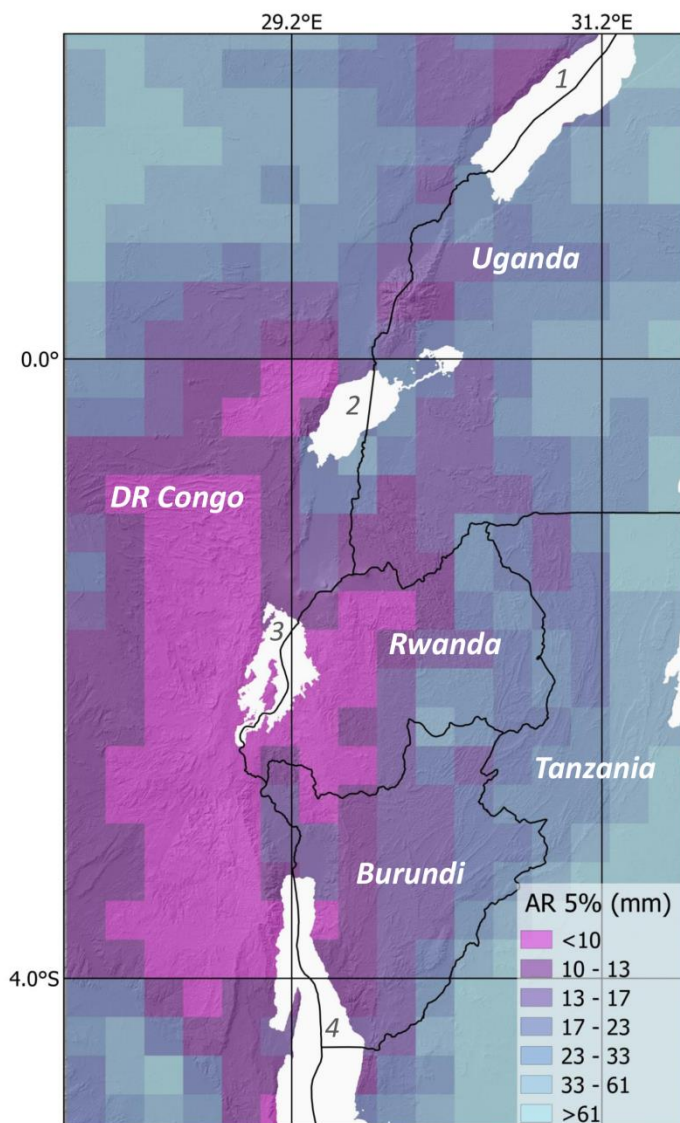 29.2°E 31.2°E
1
Uganda
0.0°
2
DR Congo
3
Rwanda
Tanzania
Burundi
AR 5% (mm)
<10
10 - 13
4.0°S
13 - 17
17 - 23
4
23 - 33
33 - 61
>61